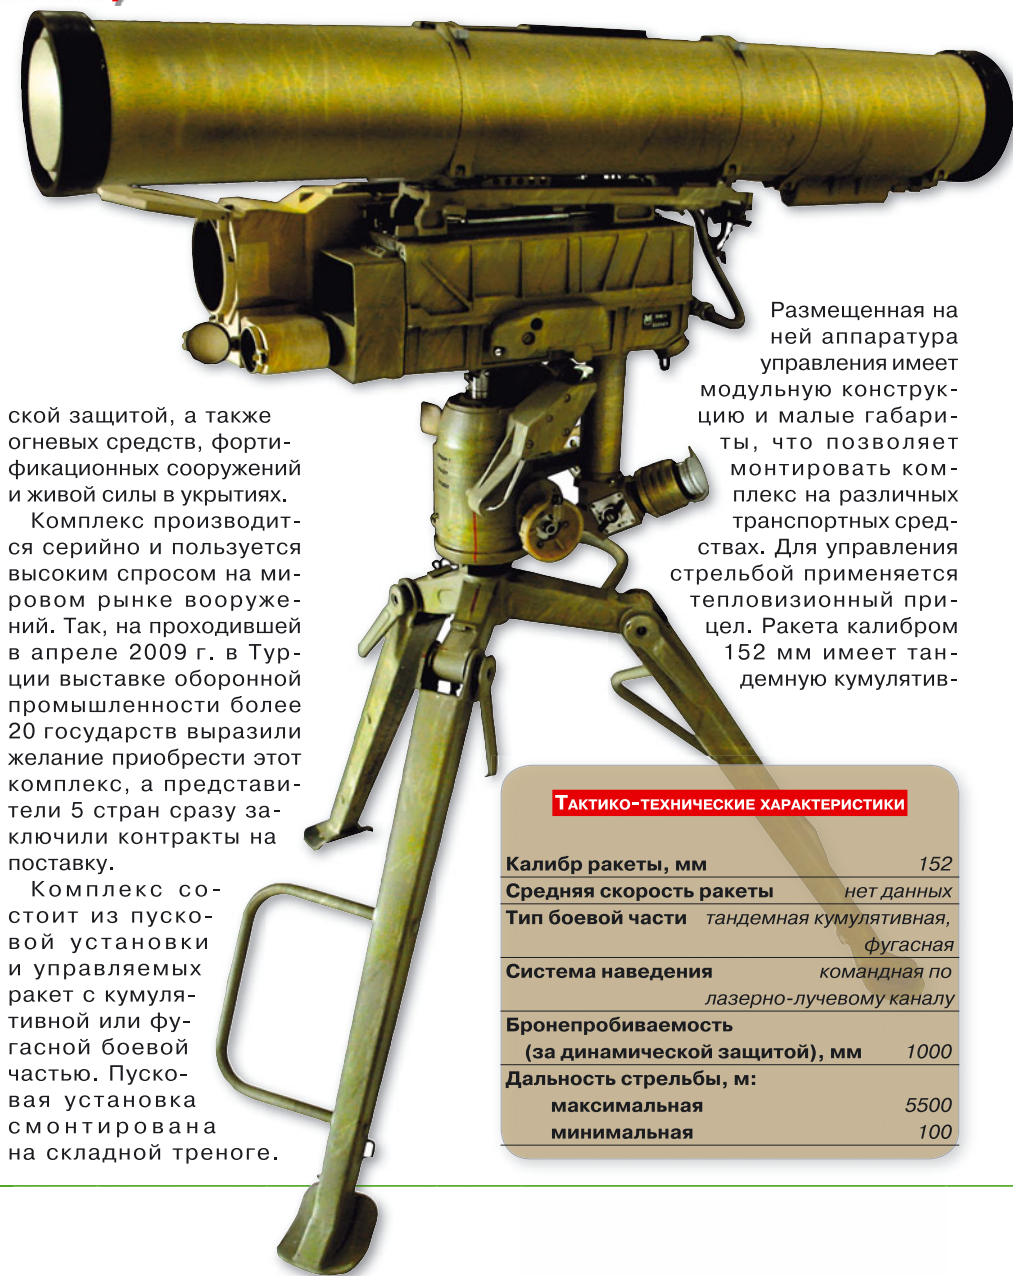 ской защитой, а также
огневых средств, форти-
фикационных сооружений
и живой силы в укрытиях.
Комплекс производит-
ся серийно и пользуется
высоким спросом на ми-
ровом рынке вооруже-
ний. Так, на проходившей
в апреле 2009 г. в Тур-
ции выставке оборонной
промышленности более
20 государств выразили
желание приобрести этот
комплекс, а представи-
тели 5 стран сразу за-
ключили контракты на
поставку.
Комплекс со-
стоит из пуско-
вой установки
и управляемых
ракет с кумуля-
тивной или фу-
гасной боевой
частью. Пуско-
вая установка
смонтирована
на складной треноге.
Размещенная на
ней аппаратура
управления имеет
модульную конструк-
цию и малые габари-
ты, что позволяет
монтировать ком-
плекс на различных
транспортных сред-
ствах. Для управления
стрельбой применяется
тепловизионный при-
цел. Ракета калибром
152 мм имеет тан-
демную кумулятив-
Тактико-технические характеристики
Калибр ракеты, мм 152
Средняя скорость ракеты нет данных
Тип боевой части тандемная кумулятивная,
фугасная
Система наведения командная по
лазерно-лучевому каналу
Бронепробиваемость
(за динамической защитой), мм 1000
Дальность стрельбы, м:
максимальная 5500
минимальная 100